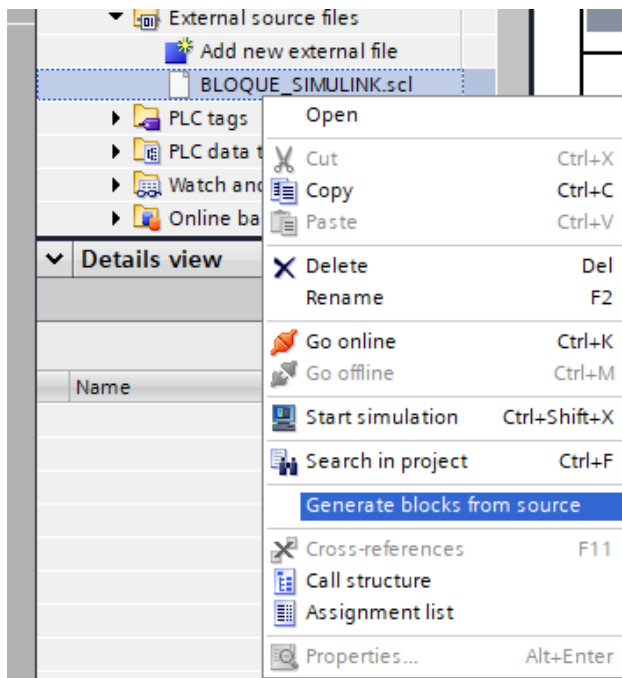 External source files
Add new external file
BLOQUE_SIMULINK.scl
PLC tags
PLC data t
Watch and
Online ba
Details view
Name
Open
Cut Ctrl+X
Copy Ctrl+C
Paste Ctrl+V
Delete Del
Rename F2
Go online Ctrl+K
Go offline Ctrl+M
Start simulation Ctrl+Shift+X
Search in project Ctrl+F
Generate blocks from source
Cross-references F11
Call structure
Assignment list
Properties... Alt+Enter